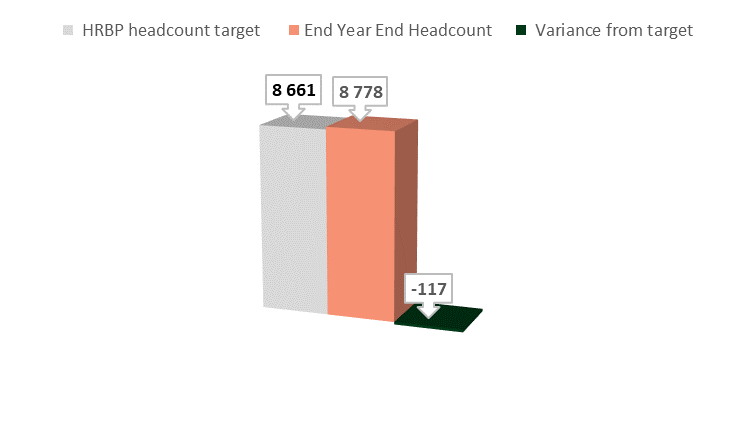 HRBP headcount target End Year End Headcount Variance from target
8 661 8 778
-117